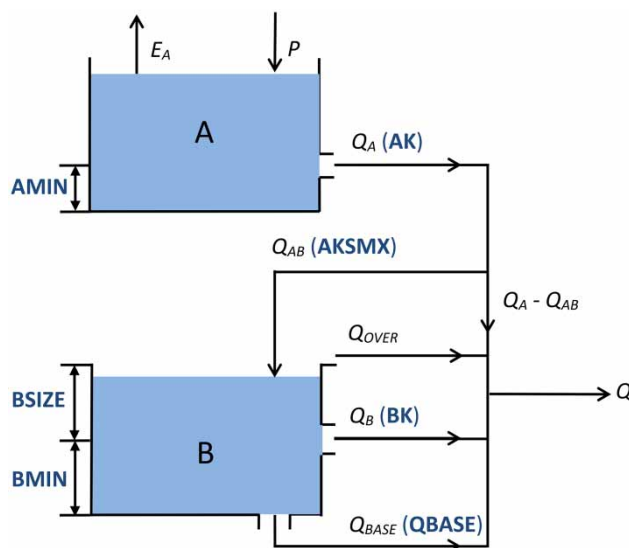 E_A
P
A
Q_A (AK)
AMIN
Q_AB (AKSMX)
Q_A - Q_AB
Q_OVER
BSIZE
Q
Q_B (BK)
B
BMIN
Q_BASE (QBASE)